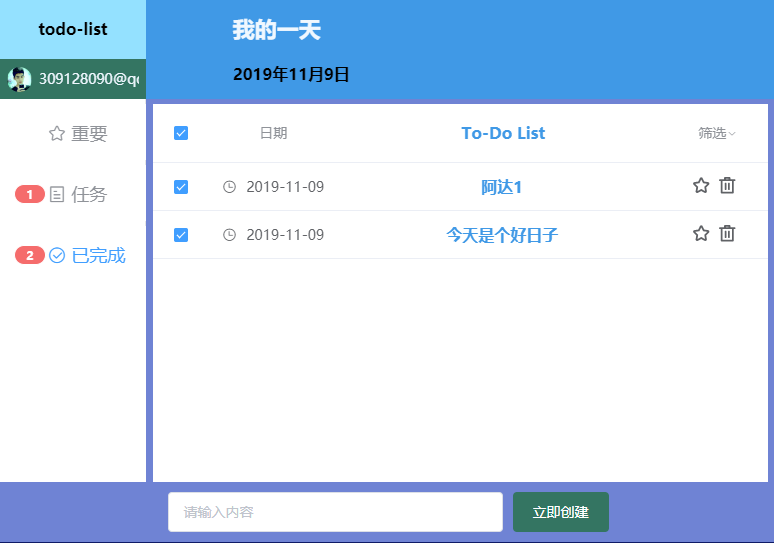 todo-list
309128090@qq
重要
1 任务
2 已完成
我的一天
2019年11月9日
日期 To-Do List 筛选
2019-11-09 阿达1
2019-11-09 今天是个好日子
请输入内容 立即创建